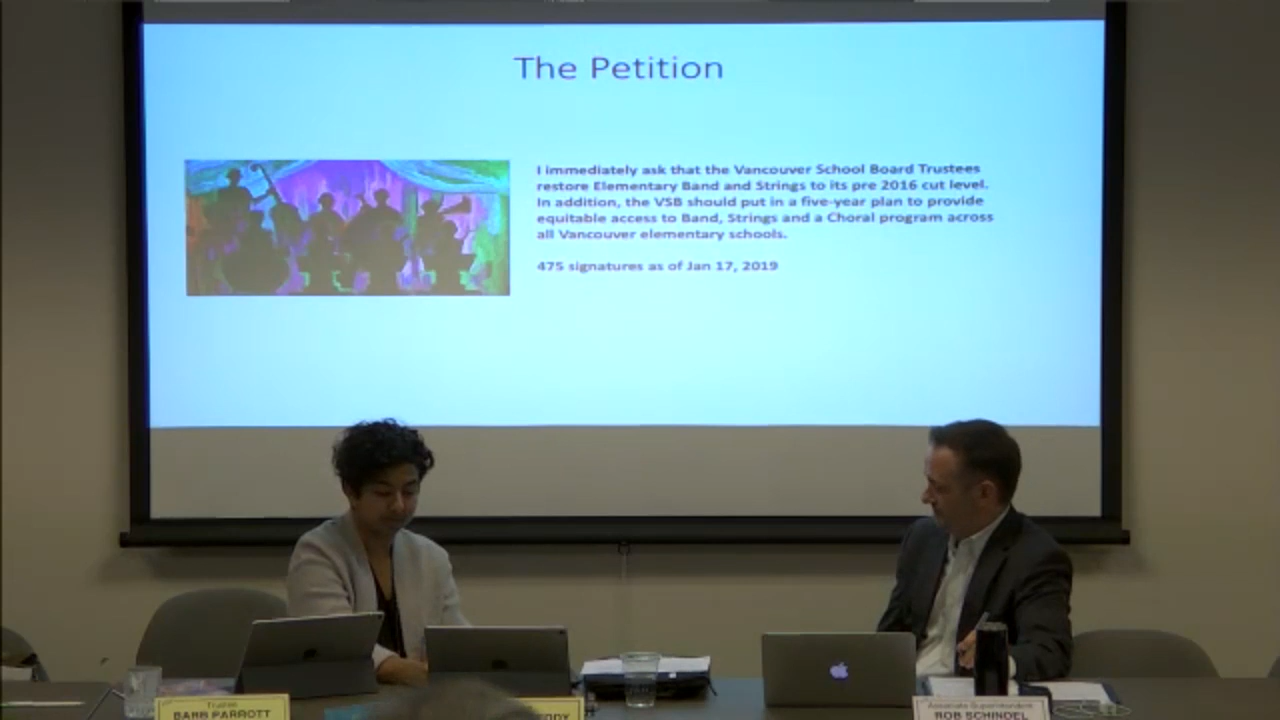 The Petition
I immediately ask that the Vancouver School Board Trustees
restore Elementary Band and Strings to its pre 2016 cut level.
In addition, the VSB should put in a five-year plan to provide
equitable access to Band, Strings and a Choral program across
all Vancouver elementary schools.
475 signatures as of Jan 17, 2019
Trustee
BARB PARROTT
Associate Superintendent
ROB SCHINDEL